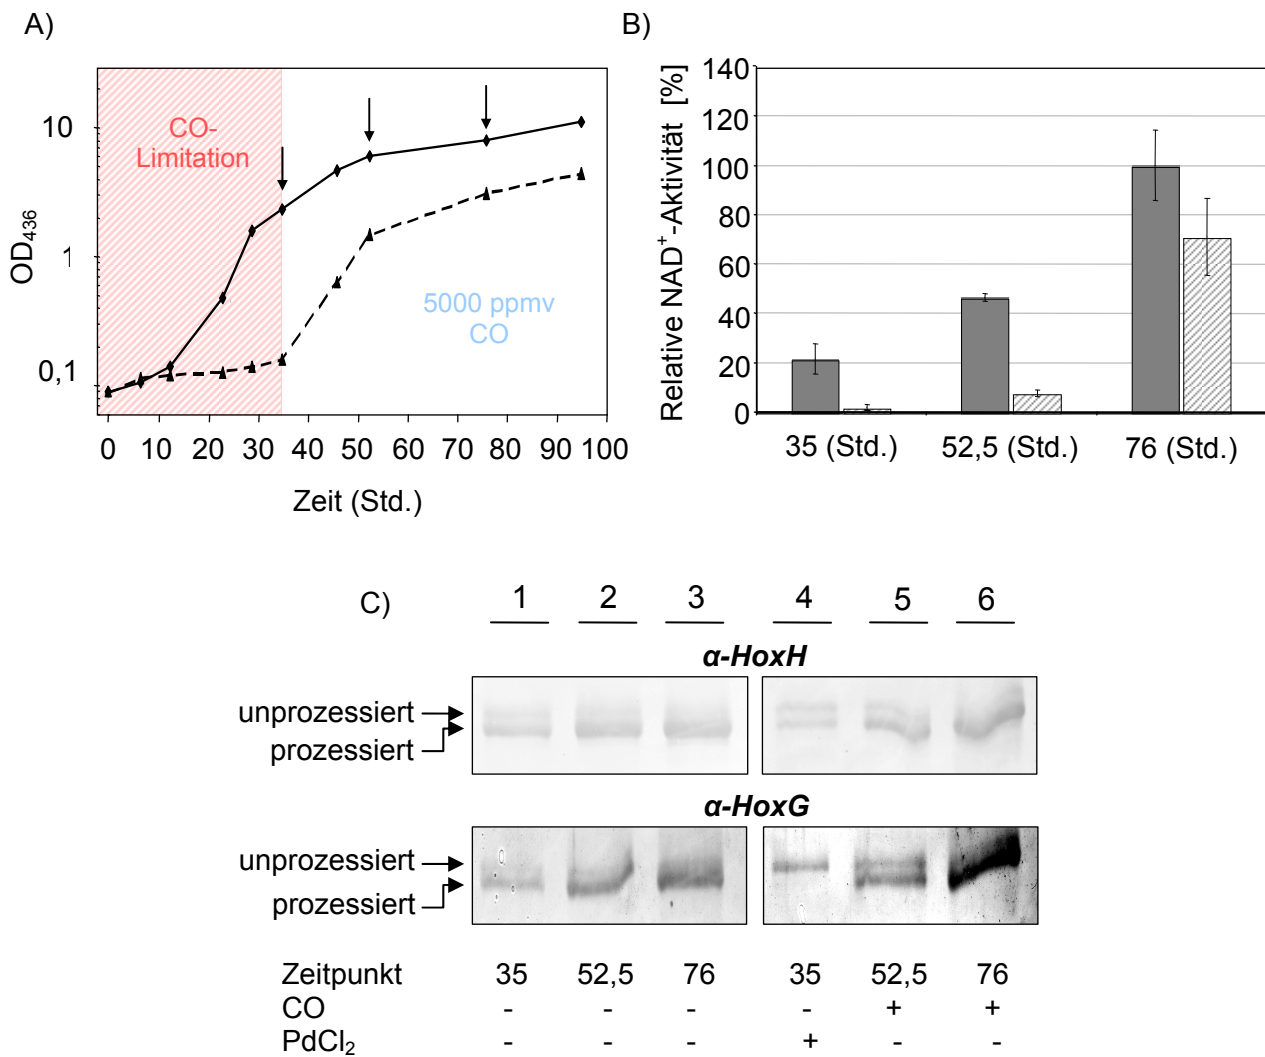 A)
CO-
Limitation
5000 ppmv
CO
OD436
10
1
0,1
0 10 20 30 40 50 60 70 80 90 100
Zeit (Std.)
B)
Relative NAD+-Aktivität [%]
140
120
100
80
60
40
20
0
35 (Std.) 52,5 (Std.) 76 (Std.)
C) 1 2 3 4 5 6
α-HoxH
unprozessiert
prozessiert
α-HoxG
unprozessiert
prozessiert
Zeitpunkt 35 52,5 76 35 52,5 76
CO - - - - + +
PdCl2 - - - + - -